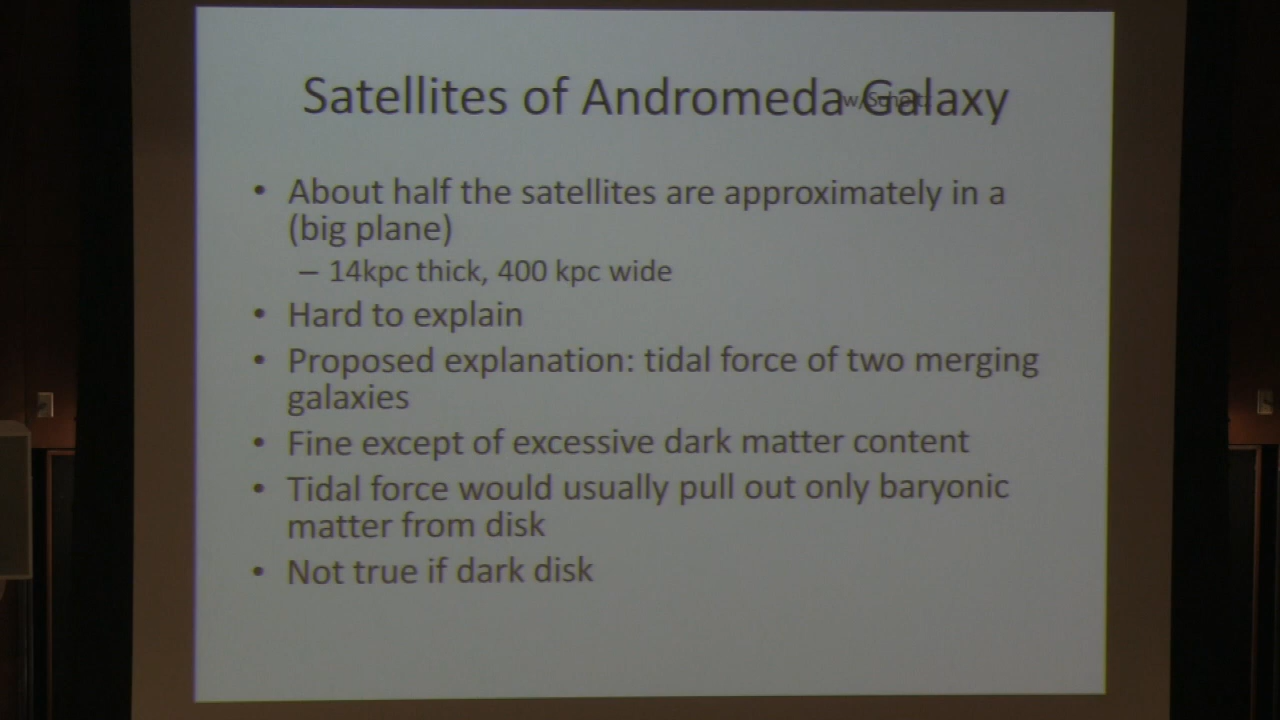 Satellites of Andromeda Galaxy
• About half the satellites are approximately in a
(big plane)
– 14kpc thick, 400 kpc wide
• Hard to explain
• Proposed explanation: tidal force of two merging
galaxies
• Fine except of excessive dark matter content
• Tidal force would usually pull out only baryonic
matter from disk
• Not true if dark disk